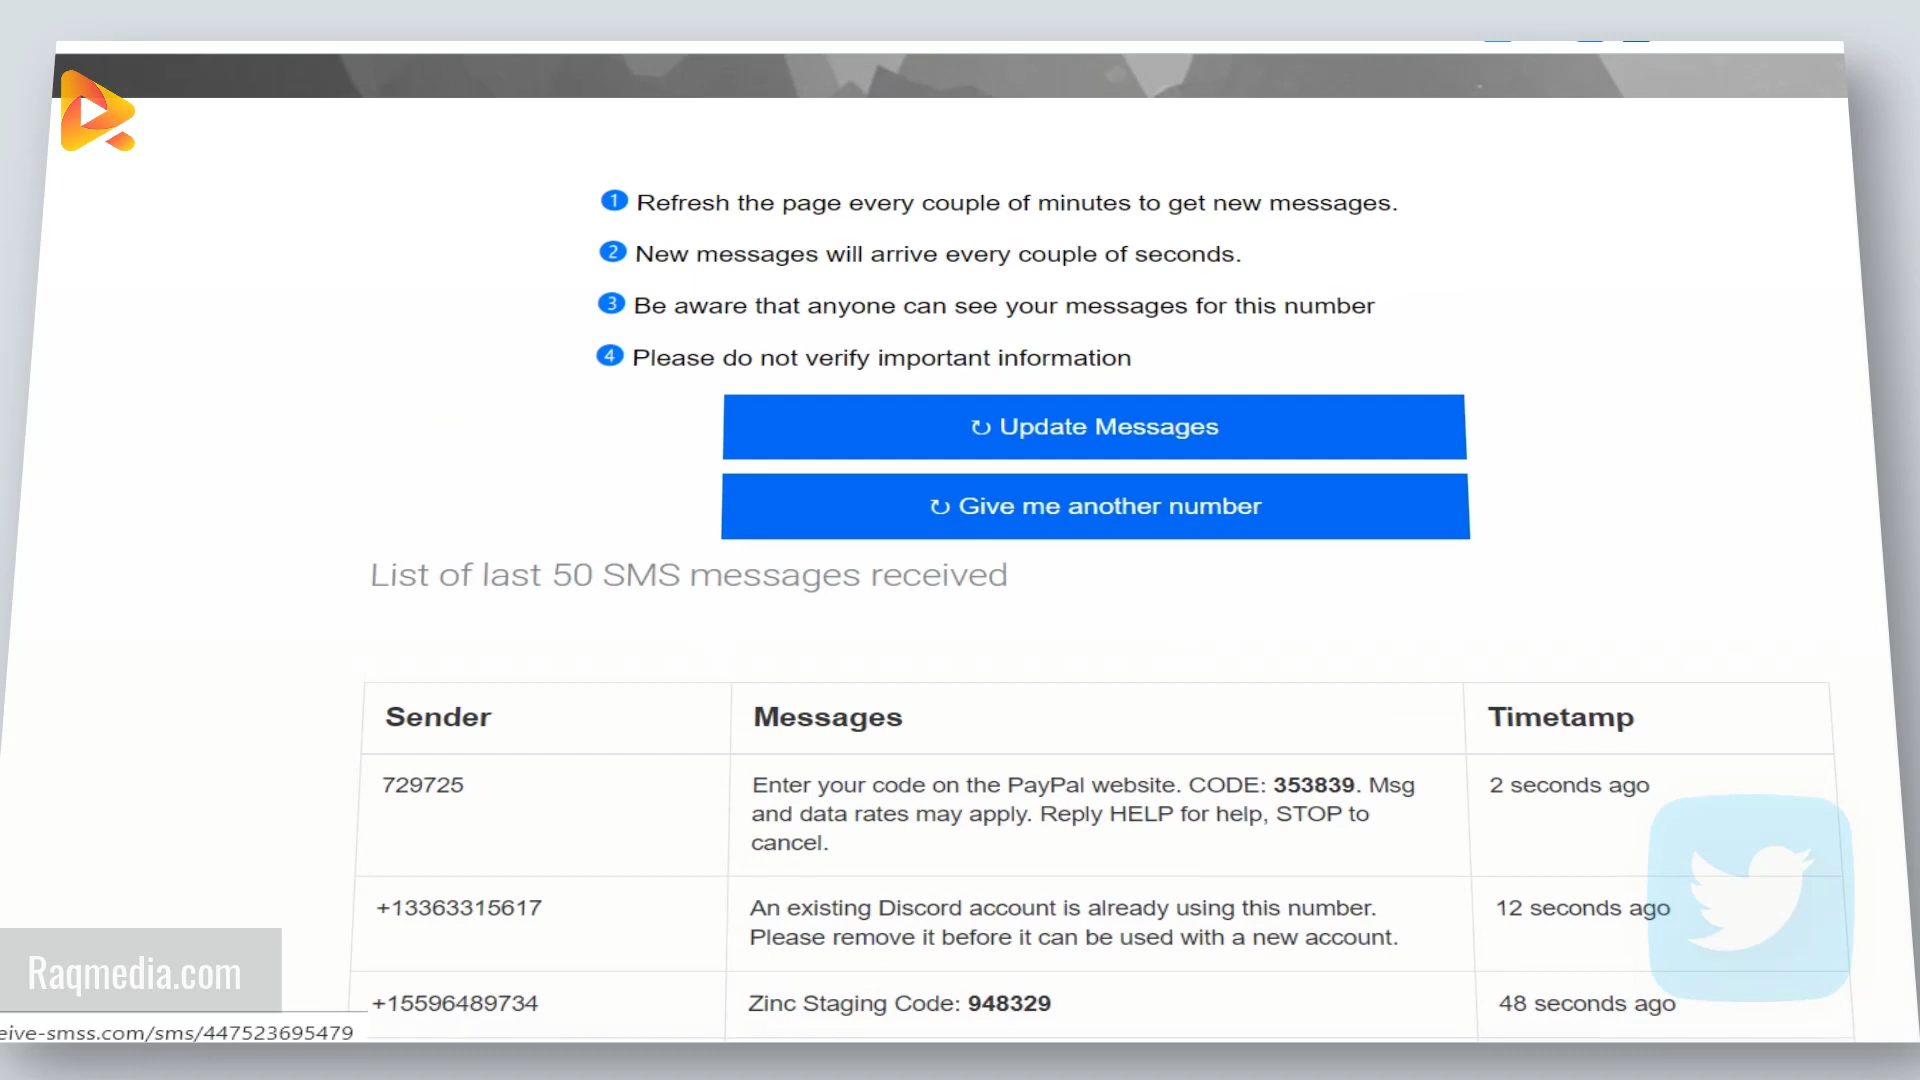 1 Refresh the page every couple of minutes to get new messages.
2 New messages will arrive every couple of seconds.
3 Be aware that anyone can see your messages for this number
4 Please do not verify important information
↻ Update Messages
↻ Give me another number
List of last 50 SMS messages received
Sender Messages Timetamp
729725 Enter your code on the PayPal website. CODE: 353839. Msg 2 seconds ago
and data rates may apply. Reply HELP for help, STOP to
cancel.
+13363315617 An existing Discord account is already using this number. 12 seconds ago
Please remove it before it can be used with a new account.
+15596489734 Zinc Staging Code: 948329 48 seconds ago
Raqmedia.com
eive-smss.com/sms/447523695479